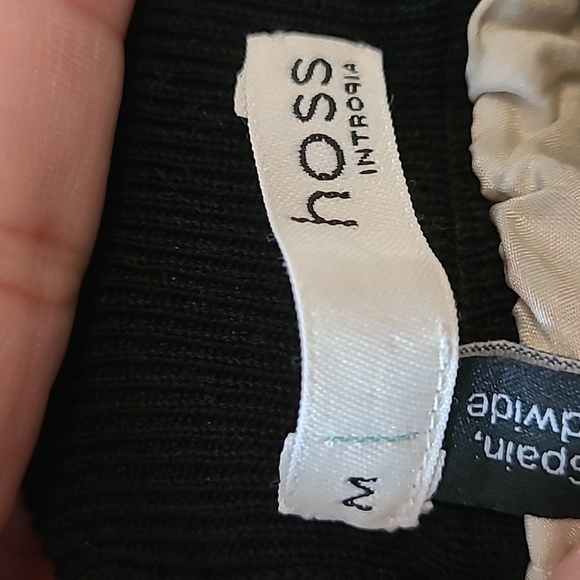 hoss
INTROPIA
M
Spain,
dwide